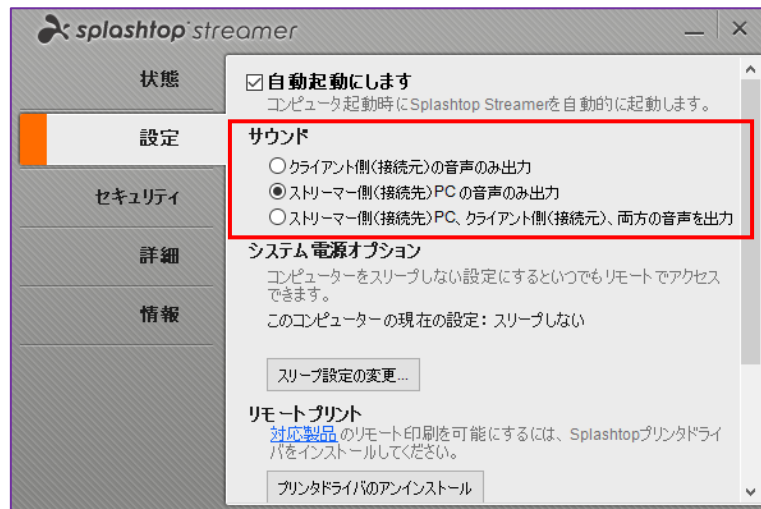 splashtop streamer
状態
設定
セキュリティ
詳細
情報
自動起動にします
コンピュータ起動時にSplashtop Streamerを自動的に起動します。
サウンド
クライアント側(接続元)の音声のみ出力
ストリーマー側(接続先)PCの音声のみ出力
ストリーマー側(接続先)PC、クライアント側(接続元)、両方の音声を出力
システム電源オプション
コンピューターをスリープしない設定にするといつでもリモートでアクセス
できます。
このコンピューターの現在の設定: スリープしない
スリープ設定の変更...
リモートプリント
対応製品のリモート印刷を可能にするには、Splashtopプリンタドライ
バをインストールしてください。
プリンタドライバのアンインストール